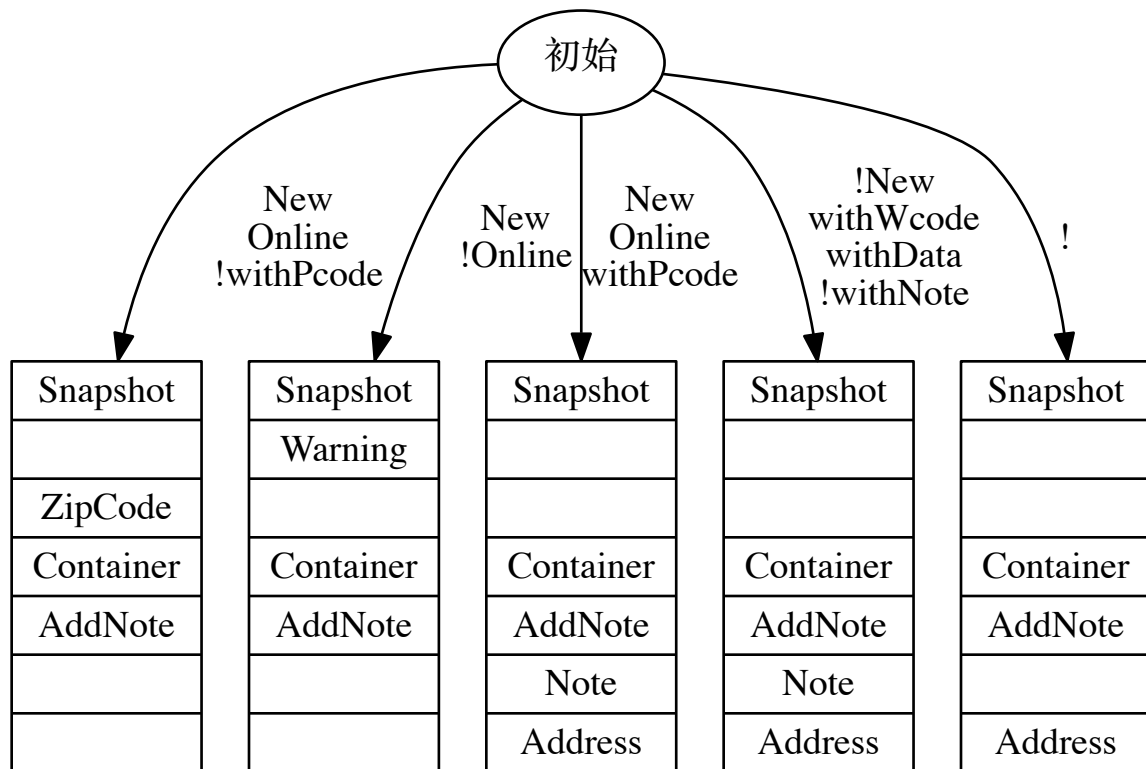 初始
New
Online
!withPcode
New
!Online
New
Online
withPcode
!New
withWcode
withData
!withNote
!
Snapshot
ZipCode
Container
AddNote
Snapshot
Warning
Container
AddNote
Snapshot
Container
AddNote
Note
Address
Snapshot
Container
AddNote
Note
Address
Snapshot
Container
AddNote
Address